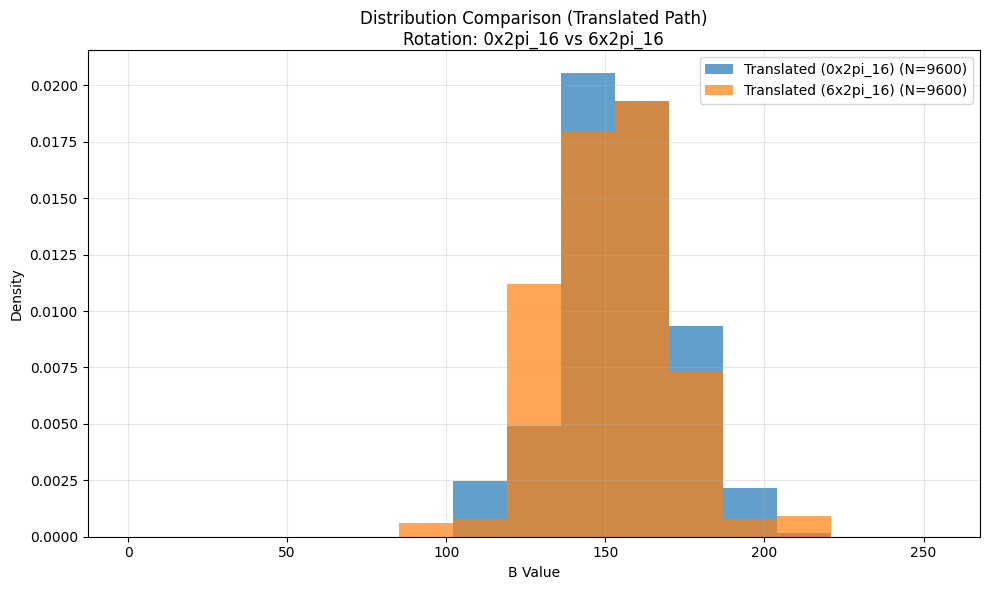 Distribution Comparison (Translated Path)
Rotation: 0x2pi_16 vs 6x2pi_16
Translated (0x2pi_16) (N=9600)
Translated (6x2pi_16) (N=9600)
Density
0.0200
0.0175
0.0150
0.0125
0.0100
0.0075
0.0050
0.0025
0.0000
0 50 100 150 200 250
B Value